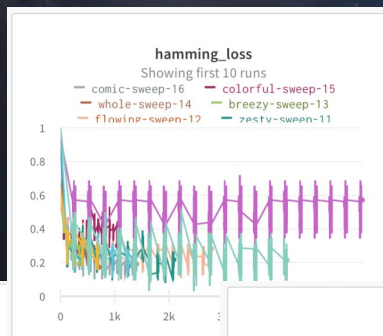 hamming_loss
Showing first 10 runs
comic-sweep-16 colorful-sweep-15
whole-sweep-14 breezy-sweep-13
flowing-sweep-12 zesty-sweep-11
1
0.8
0.6
0.4
0.2
0
0 1k 2k